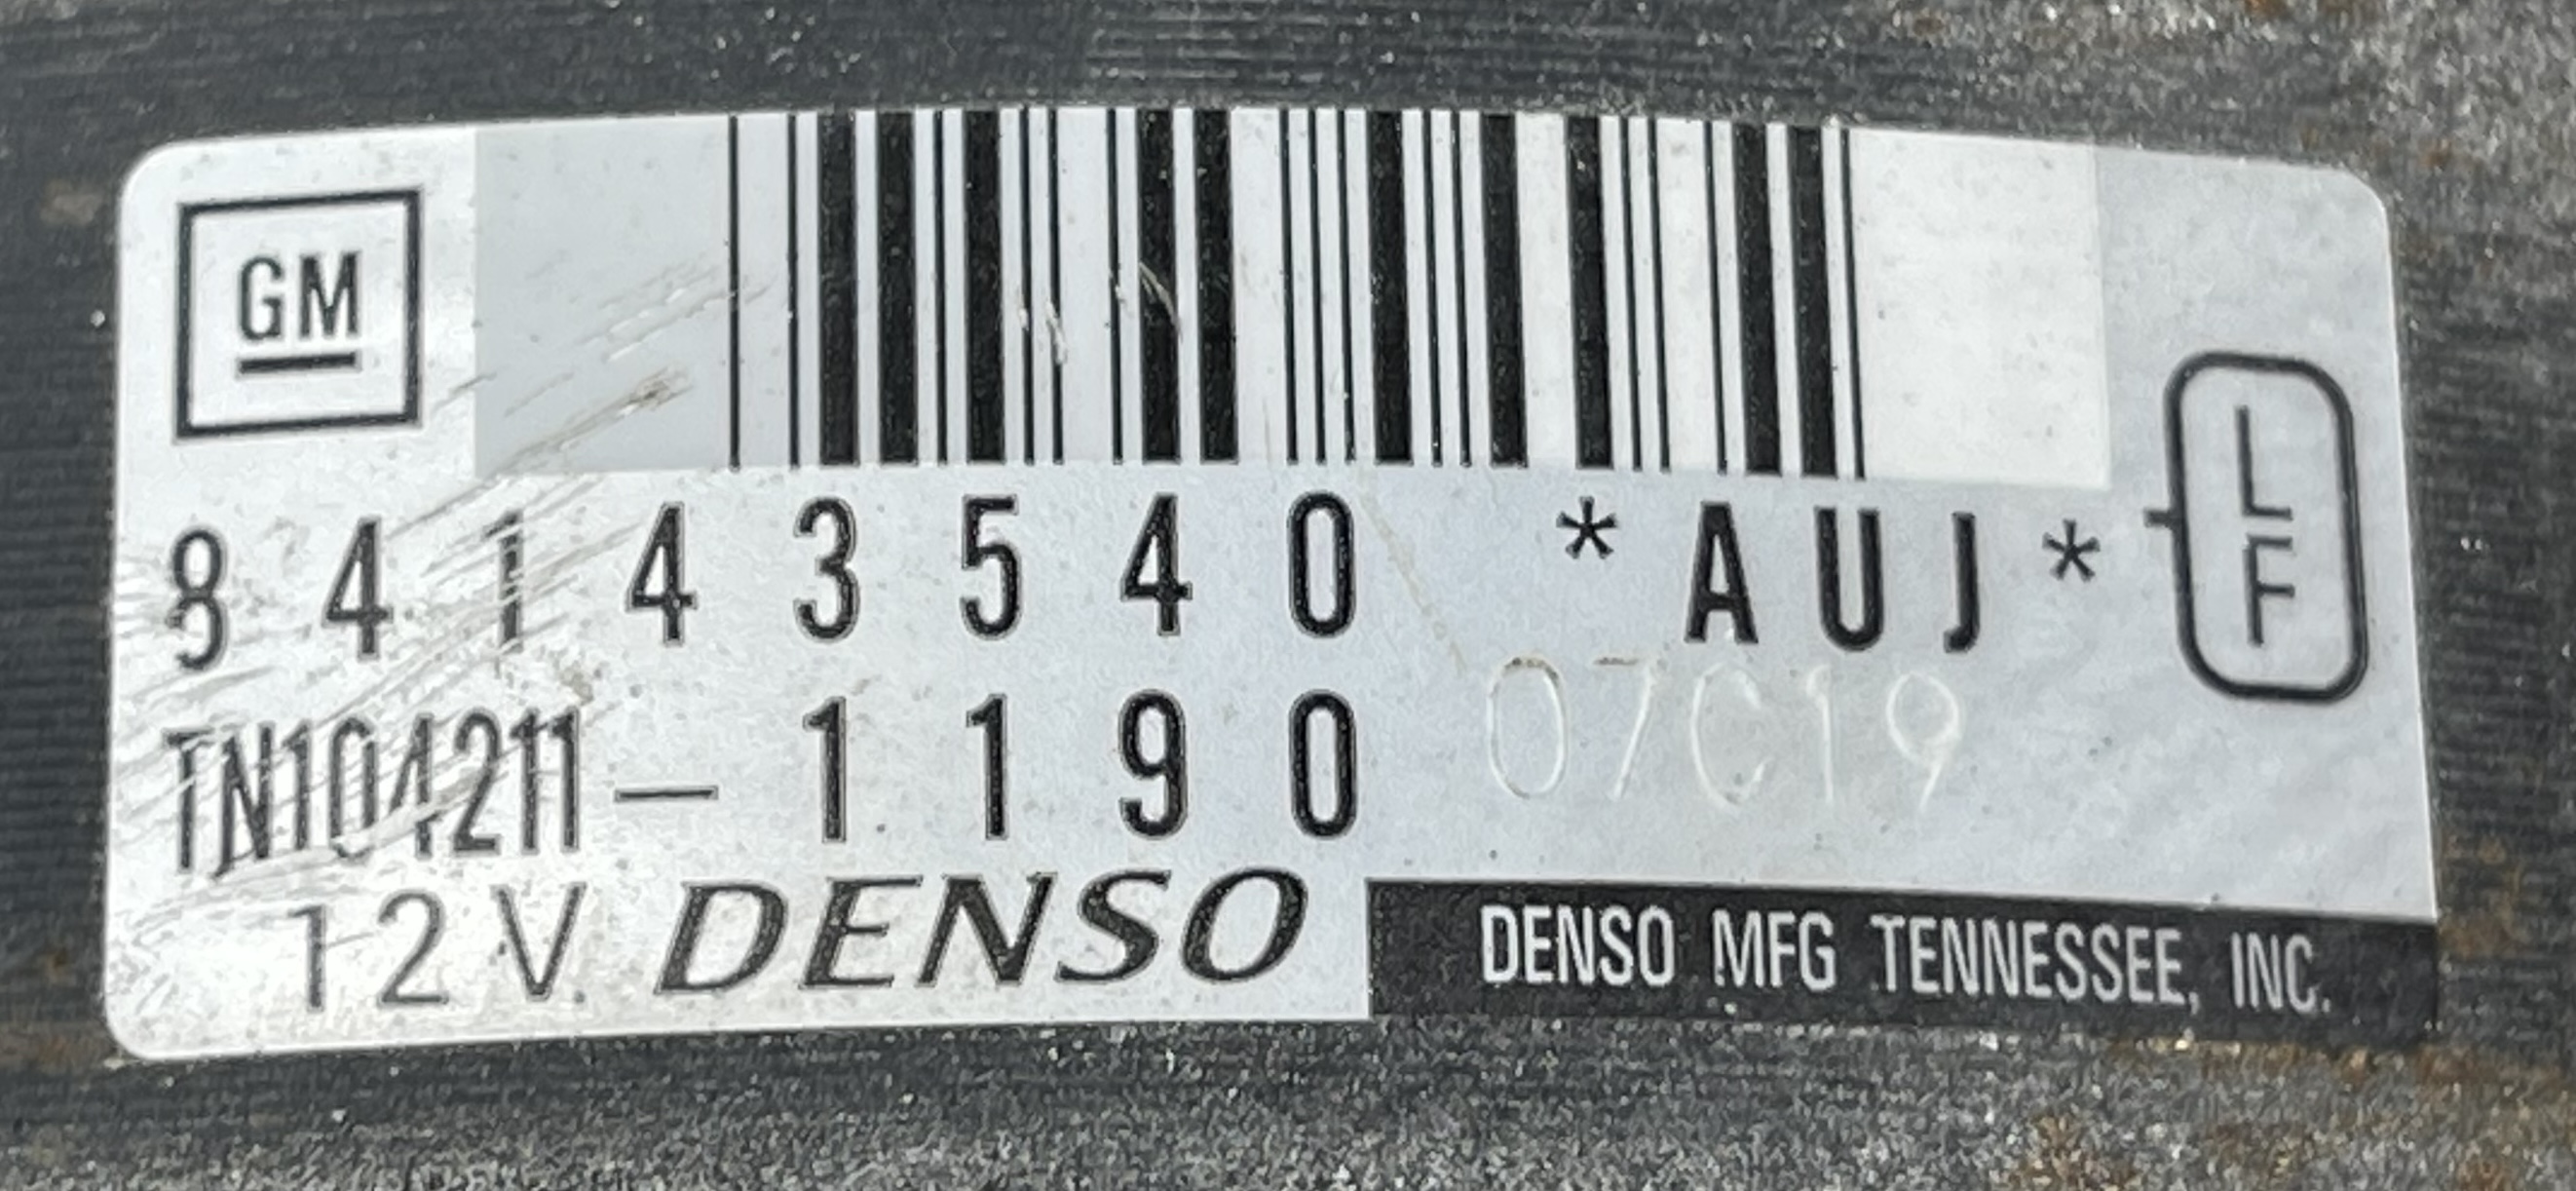 GM
84143540 *AUJ*
LF
TN104211-1190 07C19
12V DENSO
DENSO MFG TENNESSEE, INC.